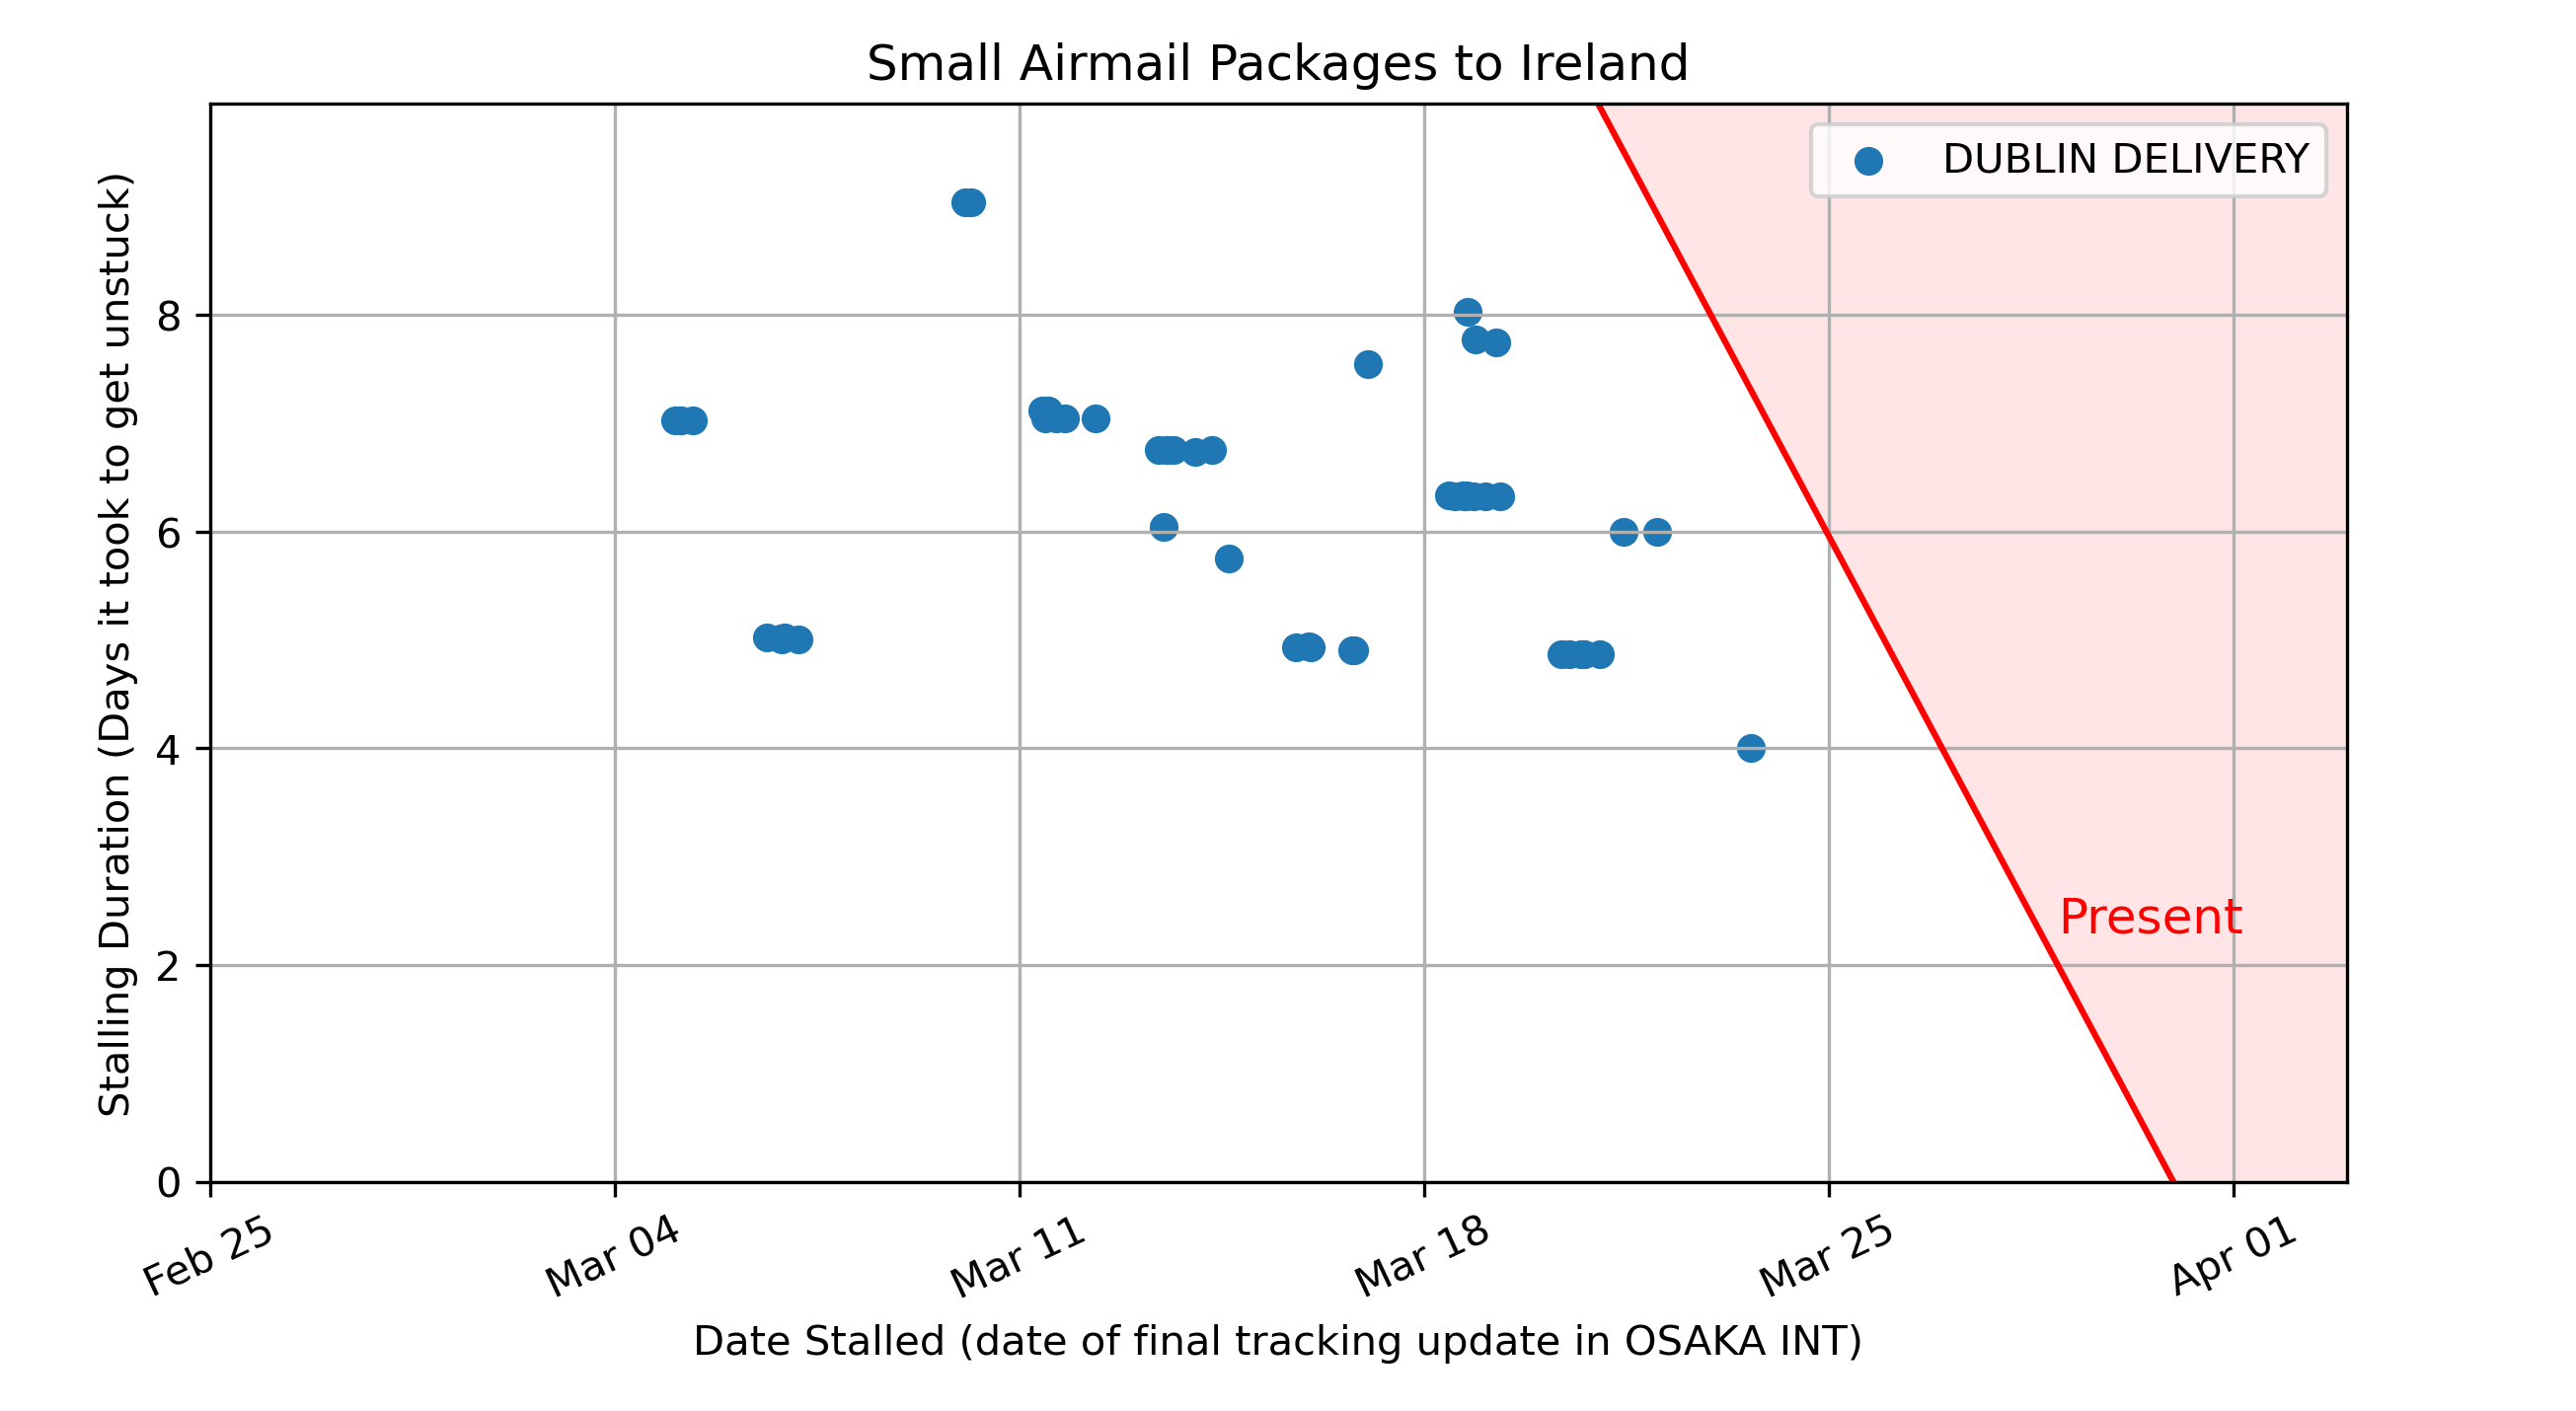 Small Airmail Packages to Ireland
DUBLIN DELIVERY
Stalling Duration (Days it took to get unstuck)
8
6
4
2
0
Present
Feb 25
Mar 04
Mar 11
Mar 18
Mar 25
Apr 01
Date Stalled (date of final tracking update in OSAKA INT)